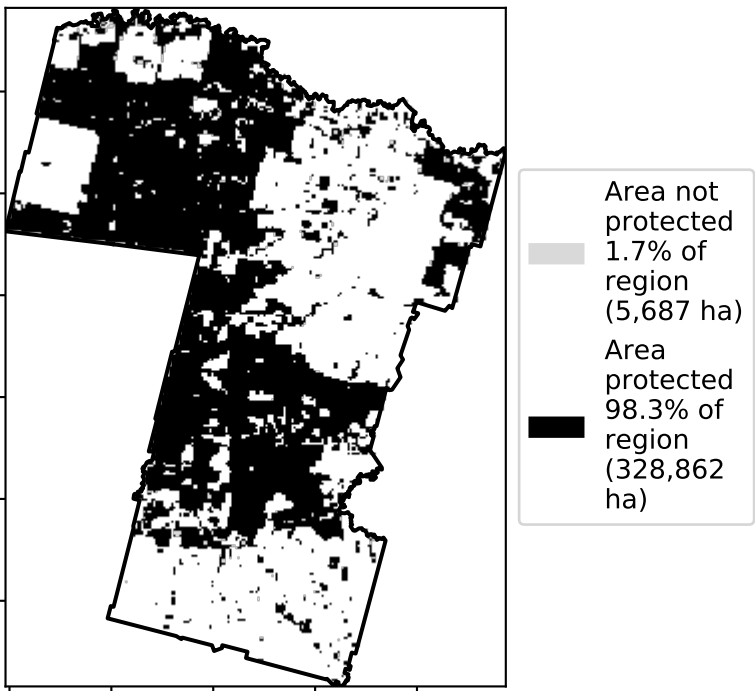 Area not
protected
1.7% of
region
(5,687 ha)
Area
protected
98.3% of
region
(328,862
ha)